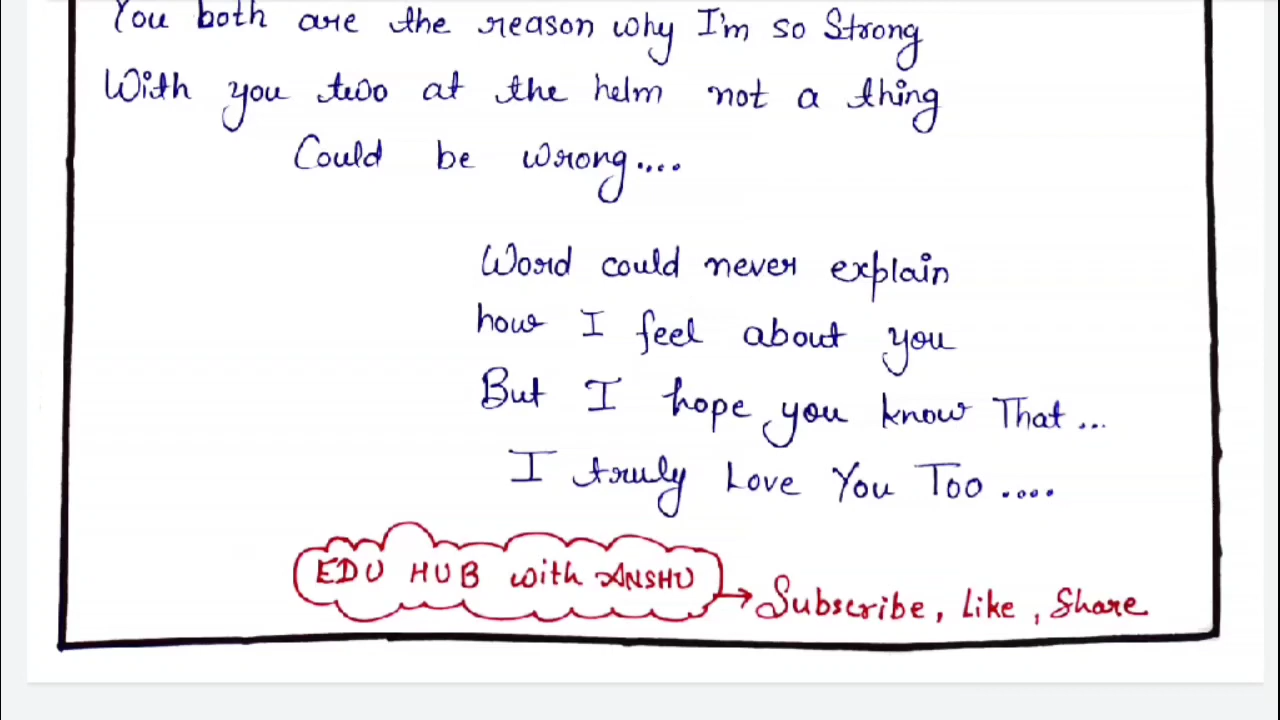 You both are the reason why I'm so Strong
With you two at the helm not a thing
Could be wrong....
Word could never explain
how I feel about you
But I hope you know That...
I truly Love You Too ....
EDU HUB with ANSHU → Subscribe, Like, Share